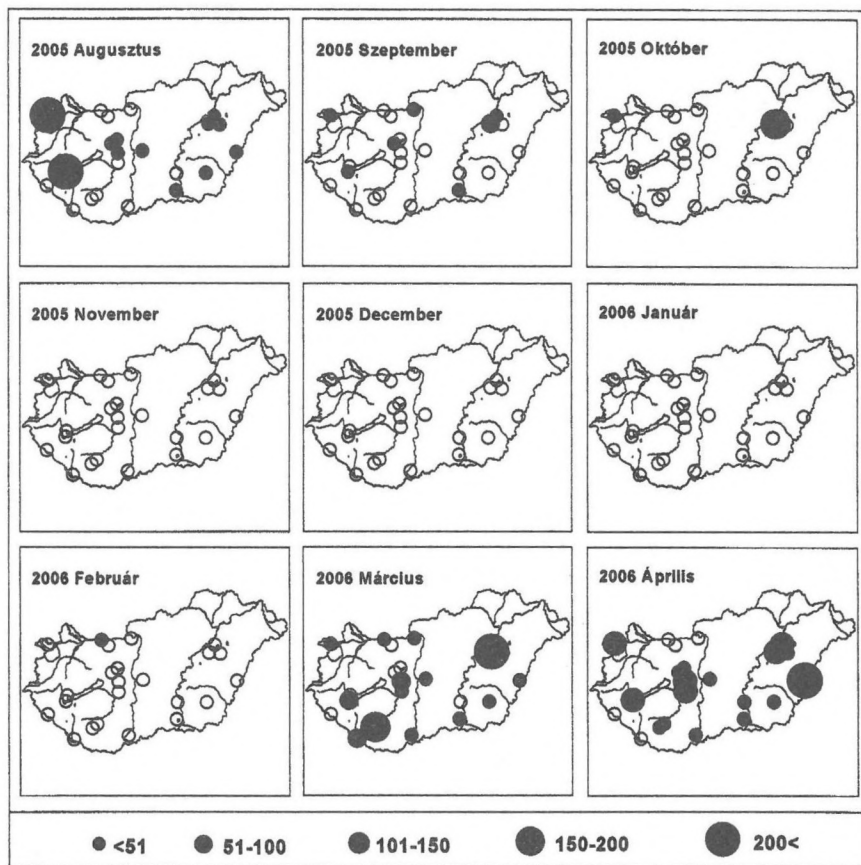 2005 Augusztus
2005 Szeptember
2005 Október
2005 November
2005 December
2006 Január
2006 Február
2006 Március
2006 Április
<51
51-100
101-150
150-200
200<